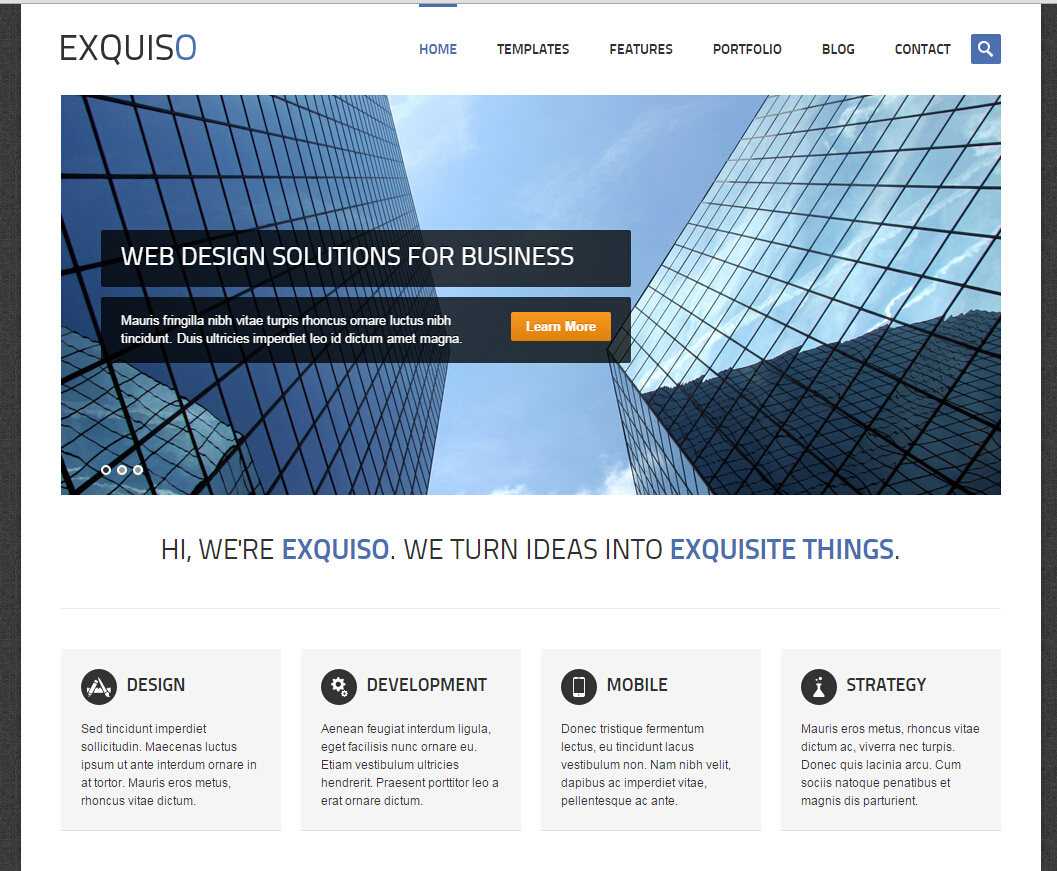 EXQUISO
HOME TEMPLATES FEATURES PORTFOLIO BLOG CONTACT
WEB DESIGN SOLUTIONS FOR BUSINESS
Mauris fringilla nibh vitae turpis rhoncus ornare luctus nibh
tincidunt. Duis ultricies imperdiet leo id dictum amet magna.
Learn More
HI, WE'RE EXQUISO. WE TURN IDEAS INTO EXQUISITE THINGS.
DESIGN
Sed tincidunt imperdiet
sollicitudin. Maecenas luctus
ipsum ut ante interdum ornare in
at tortor. Mauris eros metus,
rhoncus vitae dictum.
DEVELOPMENT
Aenean feugiat interdum ligula,
eget facilisis nunc ornare eu.
Etiam vestibulum ultricies
hendrerit. Praesent porttitor leo a
erat ornare dictum.
MOBILE
Donec tristique fermentum
lectus, eu tincidunt lacus
vestibulum non. Nam nibh velit,
dapibus ac imperdiet vitae,
pellentesque ac ante.
STRATEGY
Mauris eros metus, rhoncus vitae
dictum ac, viverra nec turpis.
Donec quis lacinia arcu. Cum
sociis natoque penatibus et
magnis dis parturient.